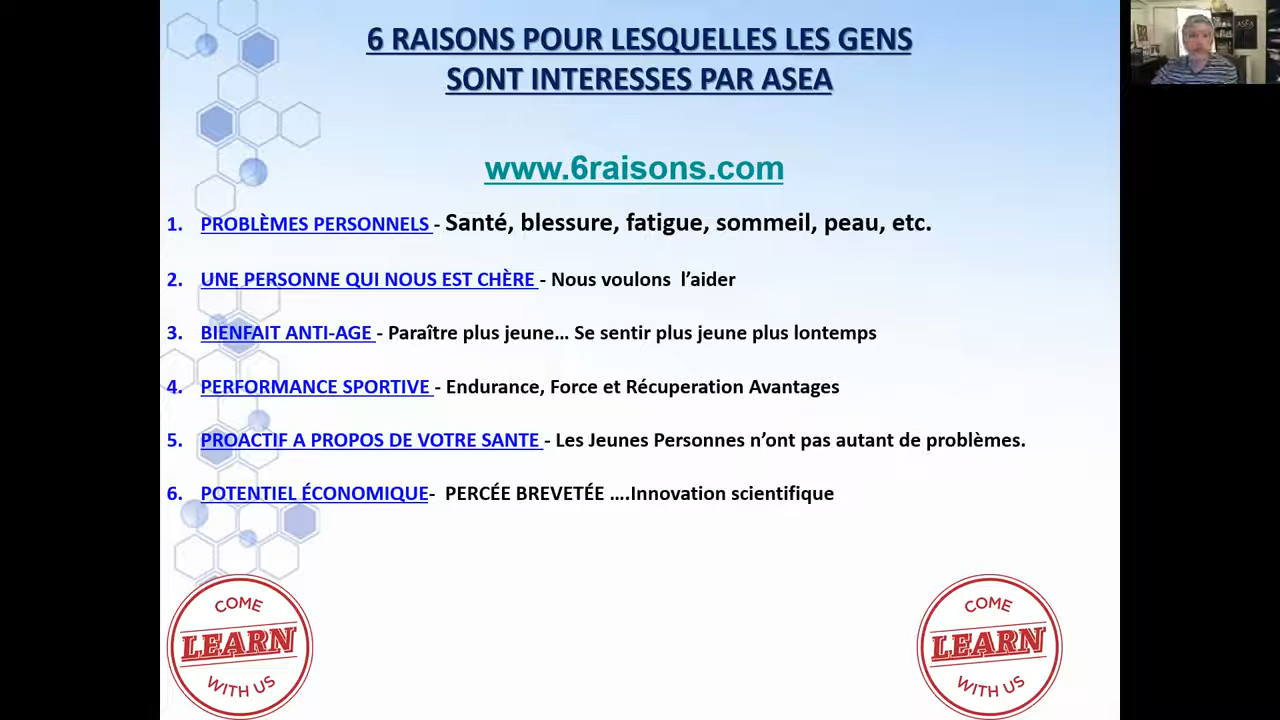 6 RAISONS POUR LESQUELLES LES GENS
SONT INTERESSES PAR ASEA
www.6raisons.com
1. PROBLÈMES PERSONNELS - Santé, blessure, fatigue, sommeil, peau, etc.
2. UNE PERSONNE QUI NOUS EST CHÈRE - Nous voulons l’aider
3. BIENFAIT ANTI-AGE - Paraître plus jeune… Se sentir plus jeune plus lontemps
4. PERFORMANCE SPORTIVE - Endurance, Force et Récuperation Avantages
5. PROACTIF A PROPOS DE VOTRE SANTE - Les Jeunes Personnes n’ont pas autant de problèmes.
6. POTENTIEL ÉCONOMIQUE- PERCÉE BREVETÉE ….Innovation scientifique
COME
LEARN
WITH US
COME
LEARN
WITH US
ASEA